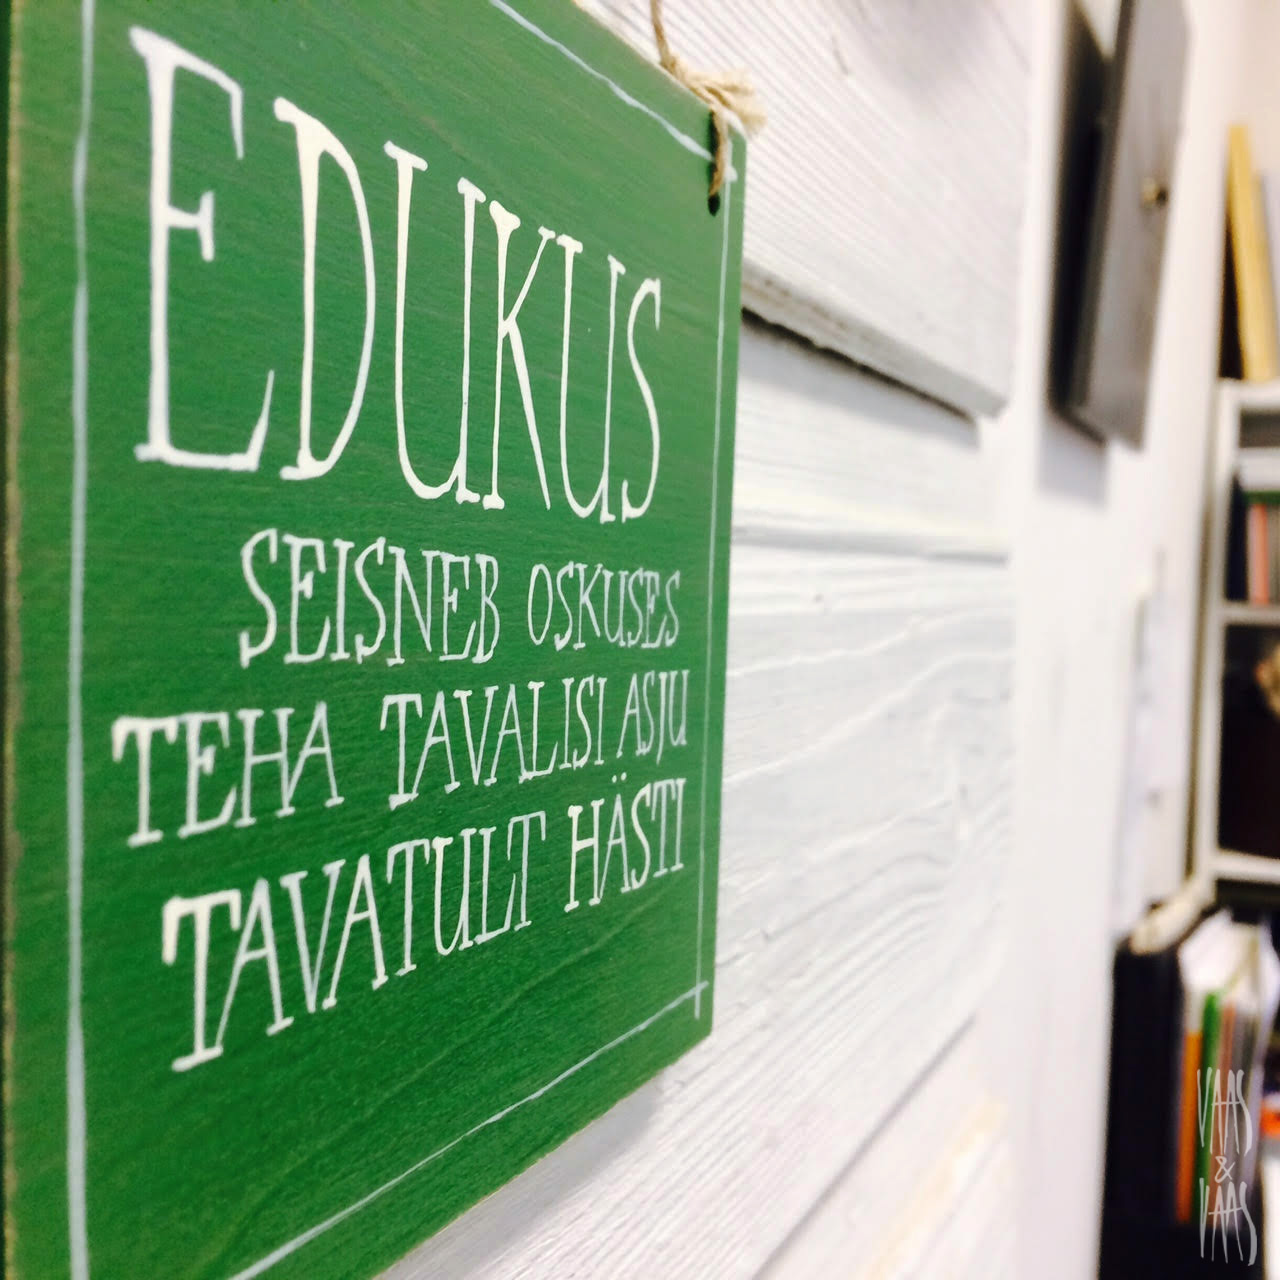 EDUKUS
SEISNEB OSKUSES
TEHA TAVALISI ASJU
TAVATULT HÄSTI
VAAS
&
VAAS